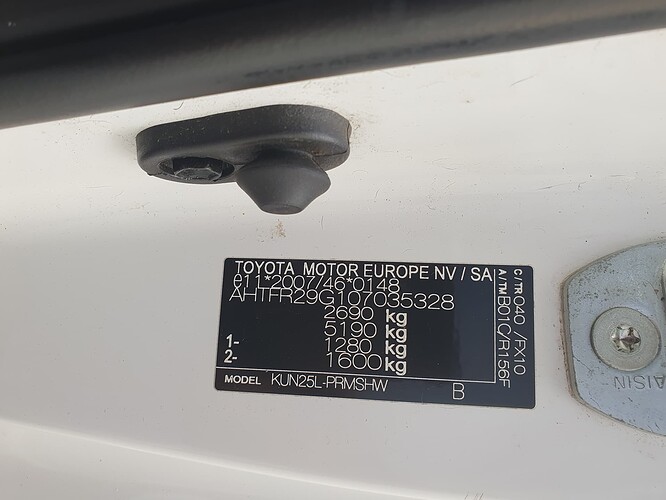 TOYOTA MOTOR EUROPE NV / SA
e11*2007/46*0148
AHTFR29G107035328
2690 kg
5190 kg
1- 1280 kg
2- 1600 kg
MODEL KUN25L-PRMSHW B
C/TR 040 /FX10
A/TM B01C/R156F
AISIN